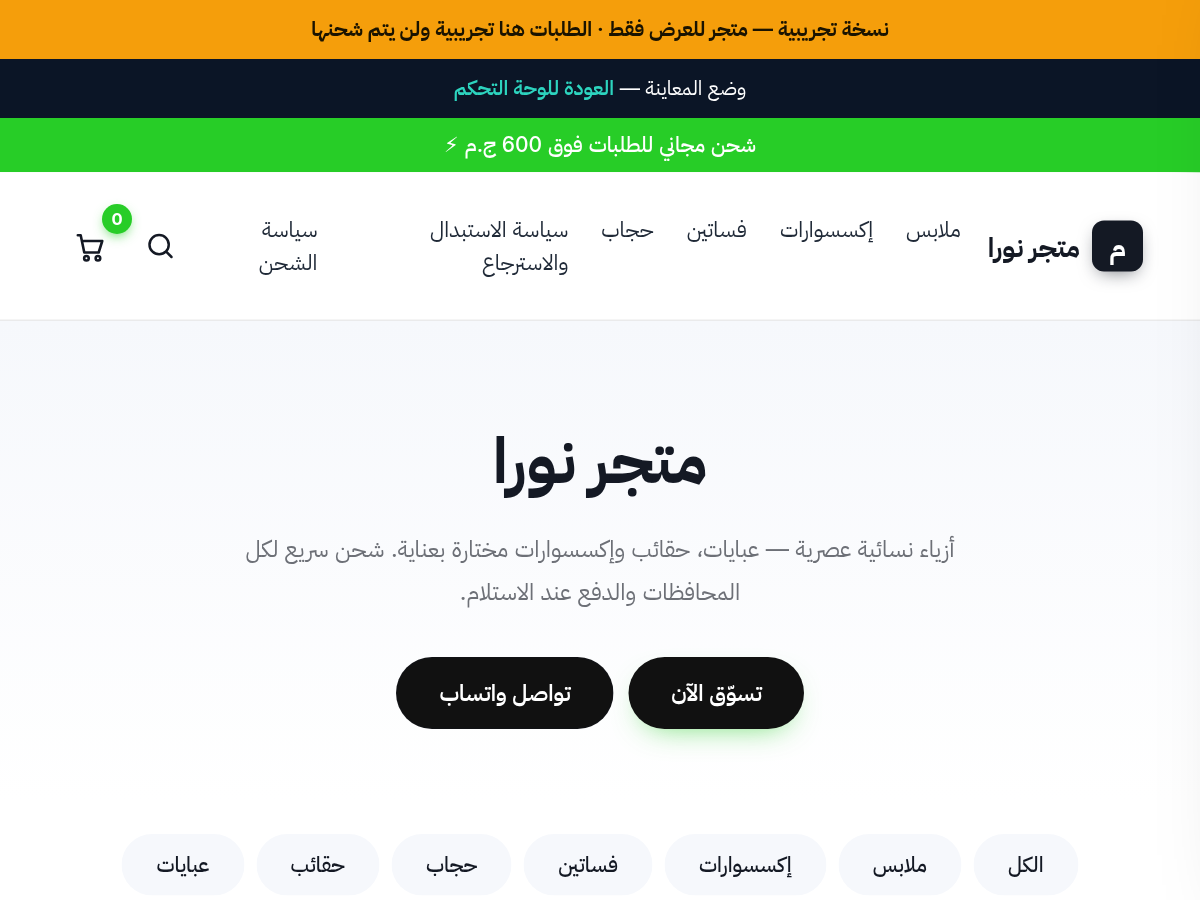 نسخة تجريبية — متجر للعرض فقط · الطلبات هنا تجريبية ولن يتم شحنها
وضع المعاينة — العودة للوحة التحكم
شحن مجاني للطلبات فوق 600 ج.م ⚡
م
متجر نورا
ملابس
إكسسوارات
فساتين
حجاب
سياسة الاستبدال
والاسترجاع
سياسة
الشحن
0
متجر نورا
أزياء نسائية عصرية — عبايات، حقائب وإكسسوارات مختارة بعناية. شحن سريع لكل
المحافظات والدفع عند الاستلام.
تسوّق الآن
تواصل واتساب
الكل
ملابس
إكسسوارات
فساتين
حجاب
حقائب
عبايات